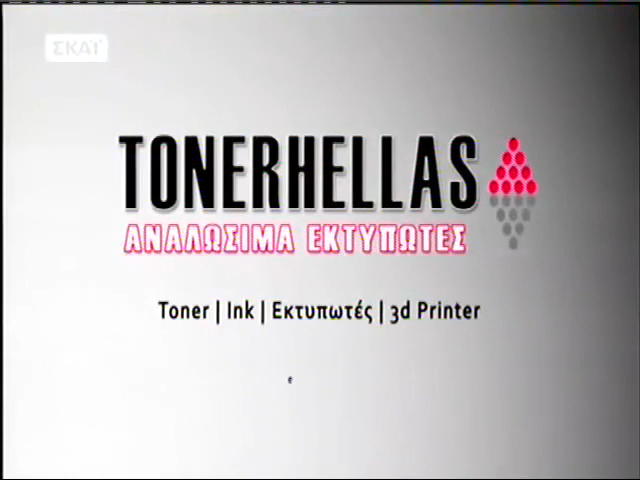 ΣΚΑΪ
TONERHELLAS
ΑΝΑΛΩΣΙΜΑ ΕΚΤΥΠΩΤΕΣ
Toner | Ink | Εκτυπωτές | 3d Printer
e